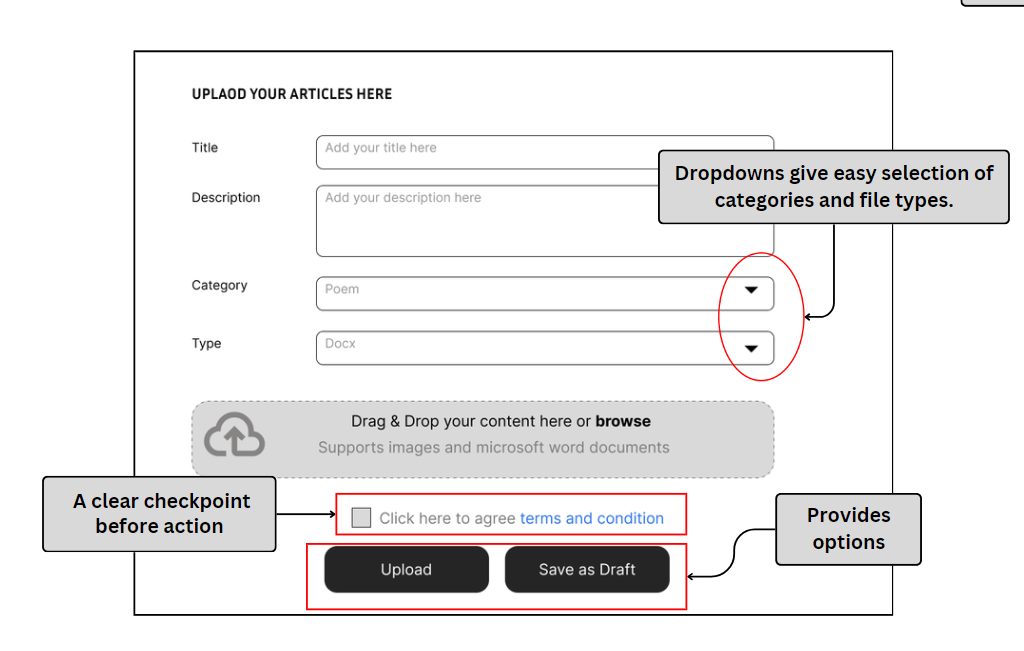 UPLAOD YOUR ARTICLES HERE
Title
Add your title here
Dropdowns give easy selection of
categories and file types.
Description
Add your description here
Category
Poem
Type
Docx
Drag & Drop your content here or browse
Supports images and microsoft word documents
A clear checkpoint
before action
Click here to agree terms and condition
Provides
options
Upload
Save as Draft